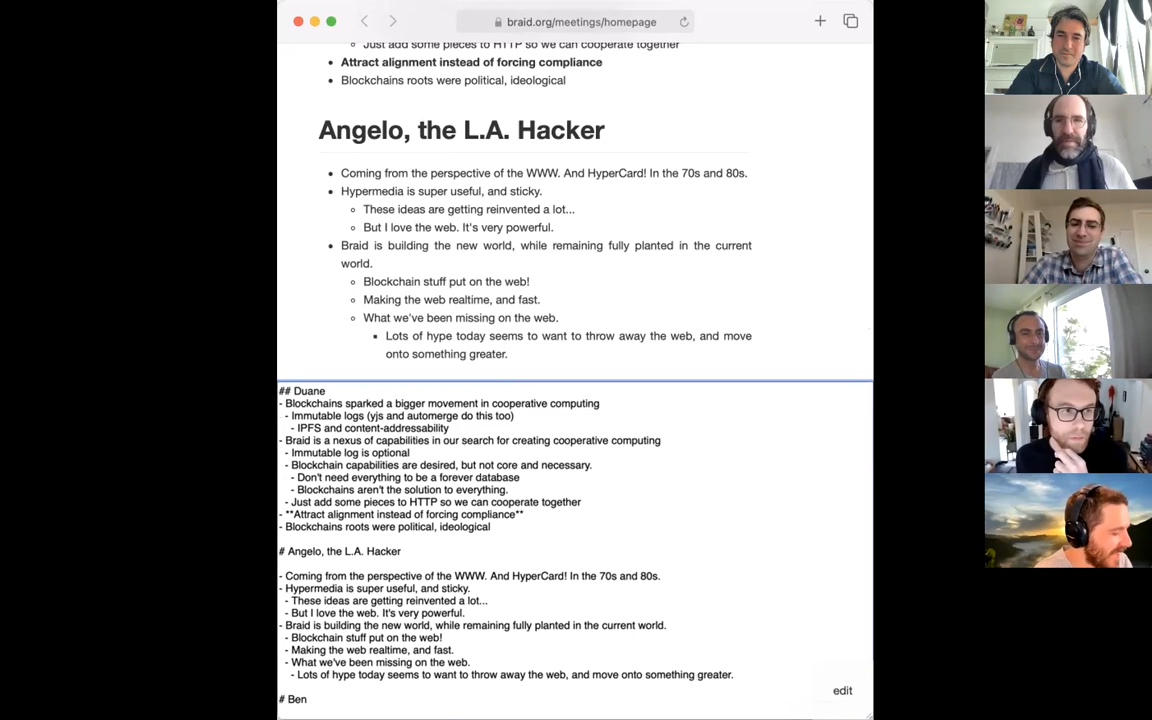 braid.org/meetings/homepage
Just add some pieces to HTTP so we can cooperate together
Attract alignment instead of forcing compliance
Blockchains roots were political, ideological
Angelo, the L.A. Hacker
Coming from the perspective of the WWW. And HyperCard! In the 70s and 80s.
Hypermedia is super useful, and sticky.
These ideas are getting reinvented a lot...
But I love the web. It's very powerful.
Braid is building the new world, while remaining fully planted in the current
world.
Blockchain stuff put on the web!
Making the web realtime, and fast.
What we've been missing on the web.
Lots of hype today seems to want to throw away the web, and move
onto something greater.
## Duane
- Blockchains sparked a bigger movement in cooperative computing
- Immutable logs (yjs and automerge do this too)
- IPFS and content-addressability
- Braid is a nexus of capabilities in our search for creating cooperative computing
- Immutable log is optional
- Blockchain capabilities are desired, but not core and necessary.
- Don't need everything to be a forever database
- Blockchains aren't the solution to everything.
- Just add some pieces to HTTP so we can cooperate together
- **Attract alignment instead of forcing compliance**
- Blockchains roots were political, ideological
# Angelo, the L.A. Hacker
- Coming from the perspective of the WWW. And HyperCard! In the 70s and 80s.
- Hypermedia is super useful, and sticky.
- These ideas are getting reinvented a lot...
- But I love the web. It's very powerful.
- Braid is building the new world, while remaining fully planted in the current world.
- Blockchain stuff put on the web!
- Making the web realtime, and fast.
- What we've been missing on the web.
- Lots of hype today seems to want to throw away the web, and move onto something greater.
# Ben
edit